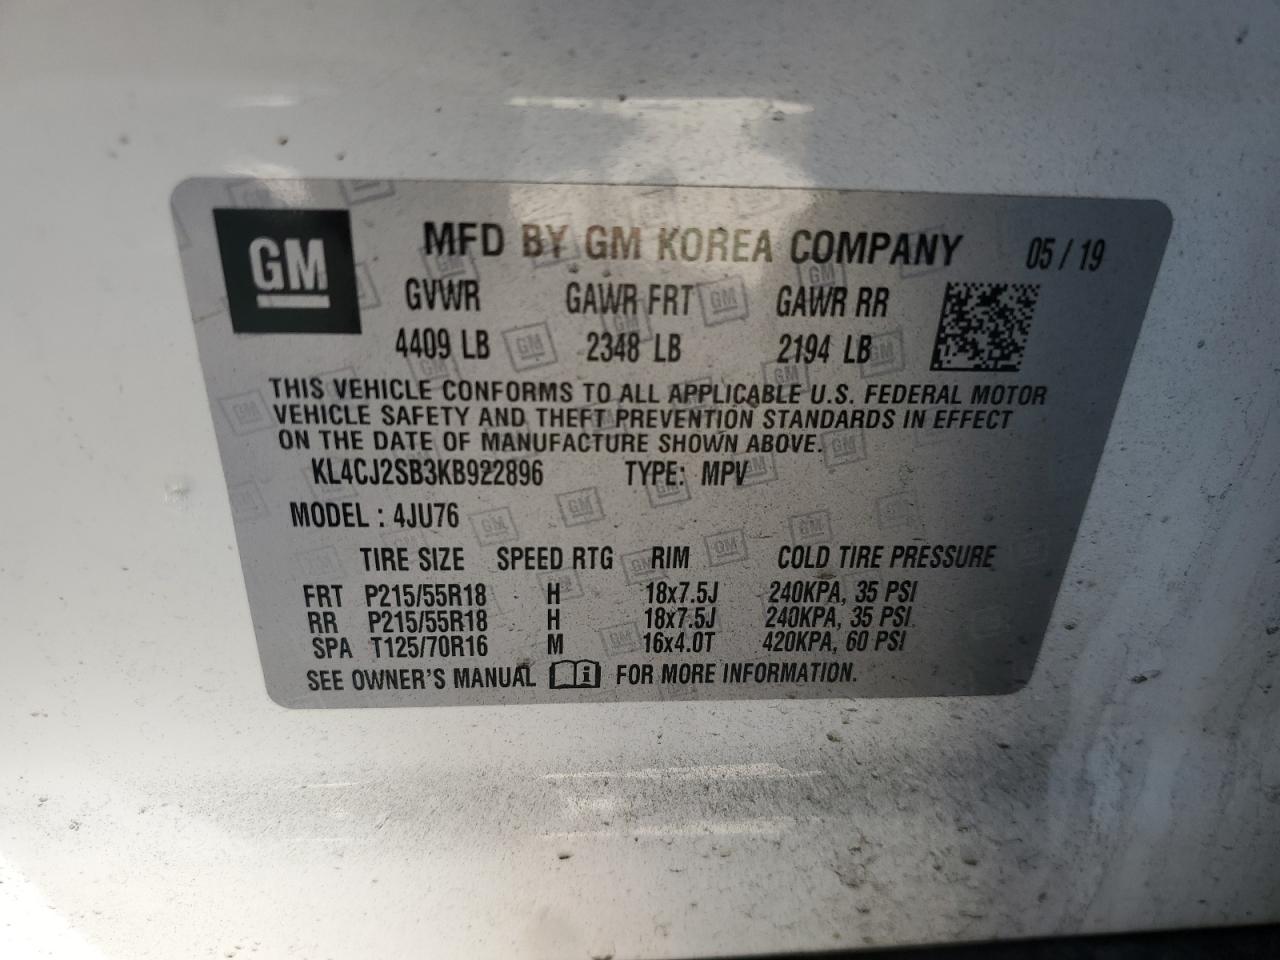 GM
MFD BY GM KOREA COMPANY 05 / 19
GVWR GAWR FRT GAWR RR
4409 LB 2348 LB 2194 LB
THIS VEHICLE CONFORMS TO ALL APPLICABLE U.S. FEDERAL MOTOR
VEHICLE SAFETY AND THEFT PREVENTION STANDARDS IN EFFECT
ON THE DATE OF MANUFACTURE SHOWN ABOVE.
KL4CJ2SB3KB922896 TYPE: MPV
MODEL : 4JU76
TIRE SIZE SPEED RTG RIM COLD TIRE PRESSURE
FRT P215/55R18 H 18x7.5J 240KPA, 35 PSI
RR P215/55R18 H 18x7.5J 240KPA, 35 PSI
SPA T125/70R16 M 16x4.0T 420KPA, 60 PSI
SEE OWNER'S MANUAL i FOR MORE INFORMATION.